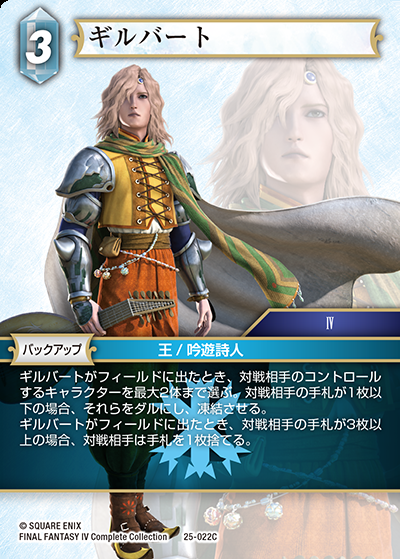 3
ギルバート
IV
バックアップ
王 / 吟遊詩人
ギルバートがフィールドに出たとき、対戦相手のコントロール
するキャラクターを最大2体まで選ぶ。対戦相手の手札が1枚以
下の場合、それらをダルにし、凍結させる。
ギルバートがフィールドに出たとき、対戦相手の手札が3枚以
上の場合、対戦相手は手札を1枚捨てる。
© SQUARE ENIX
FINAL FANTASY IV Complete Collection 25-022C